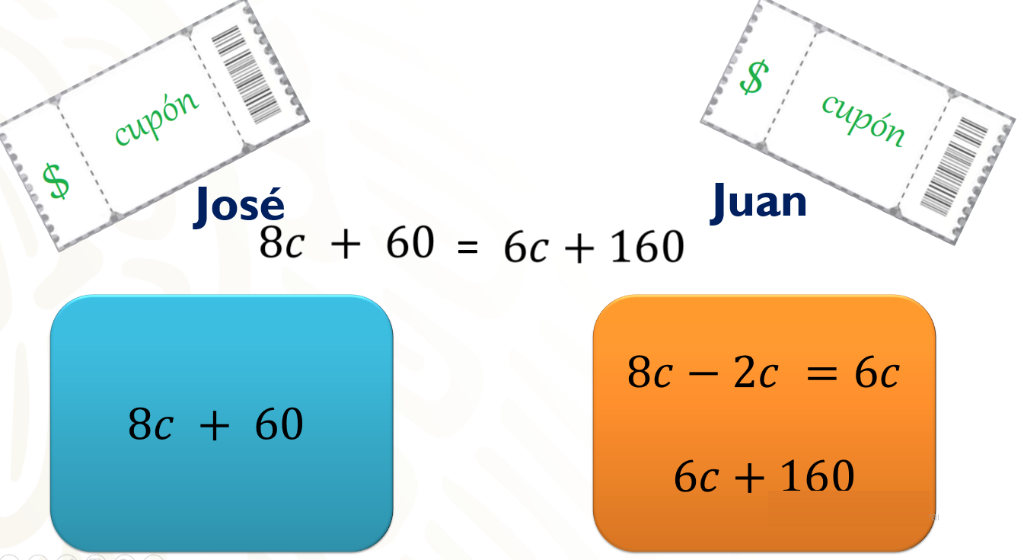 $ cupón
$ cupón
José
Juan
8c + 60 = 6c + 160
8c + 60
8c − 2c = 6c
6c + 160